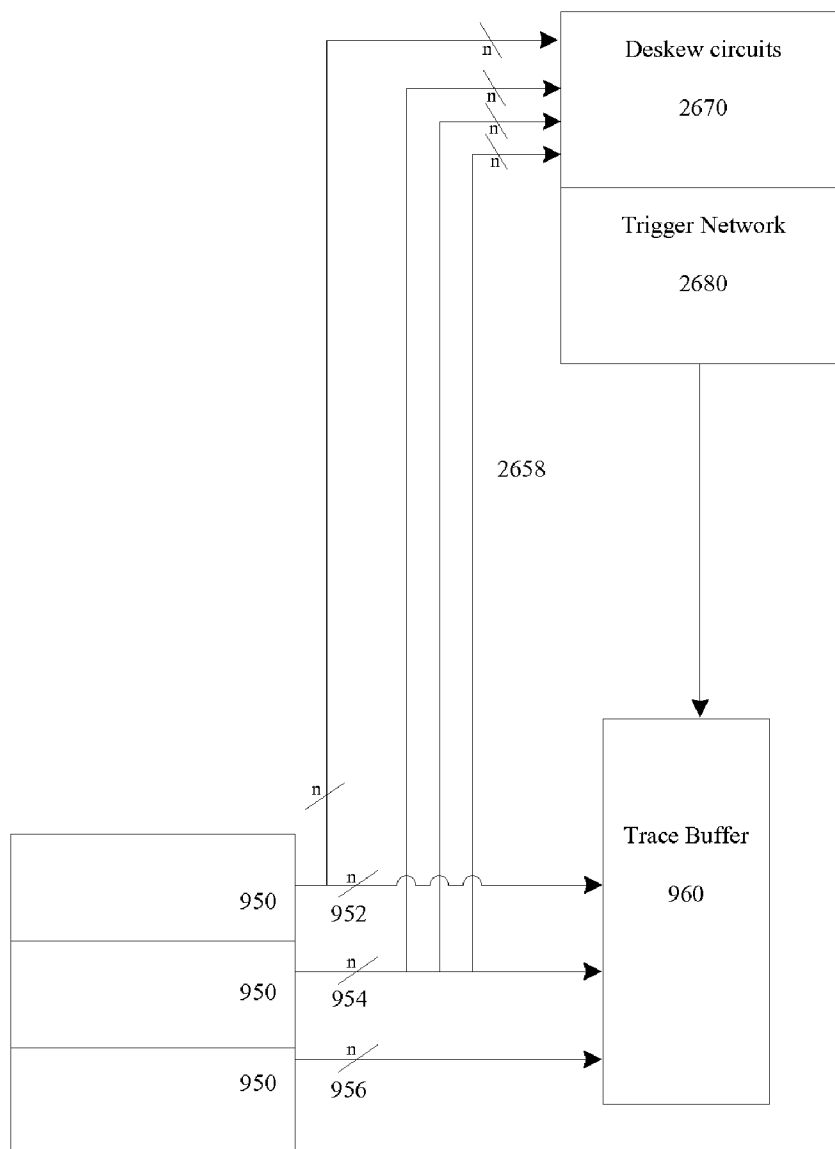 n
Deskew circuits
n
2670
n
n
Trigger Network
2680
2658
n
Trace Buffer
n
950
952
960
n
950
954
n
950
956